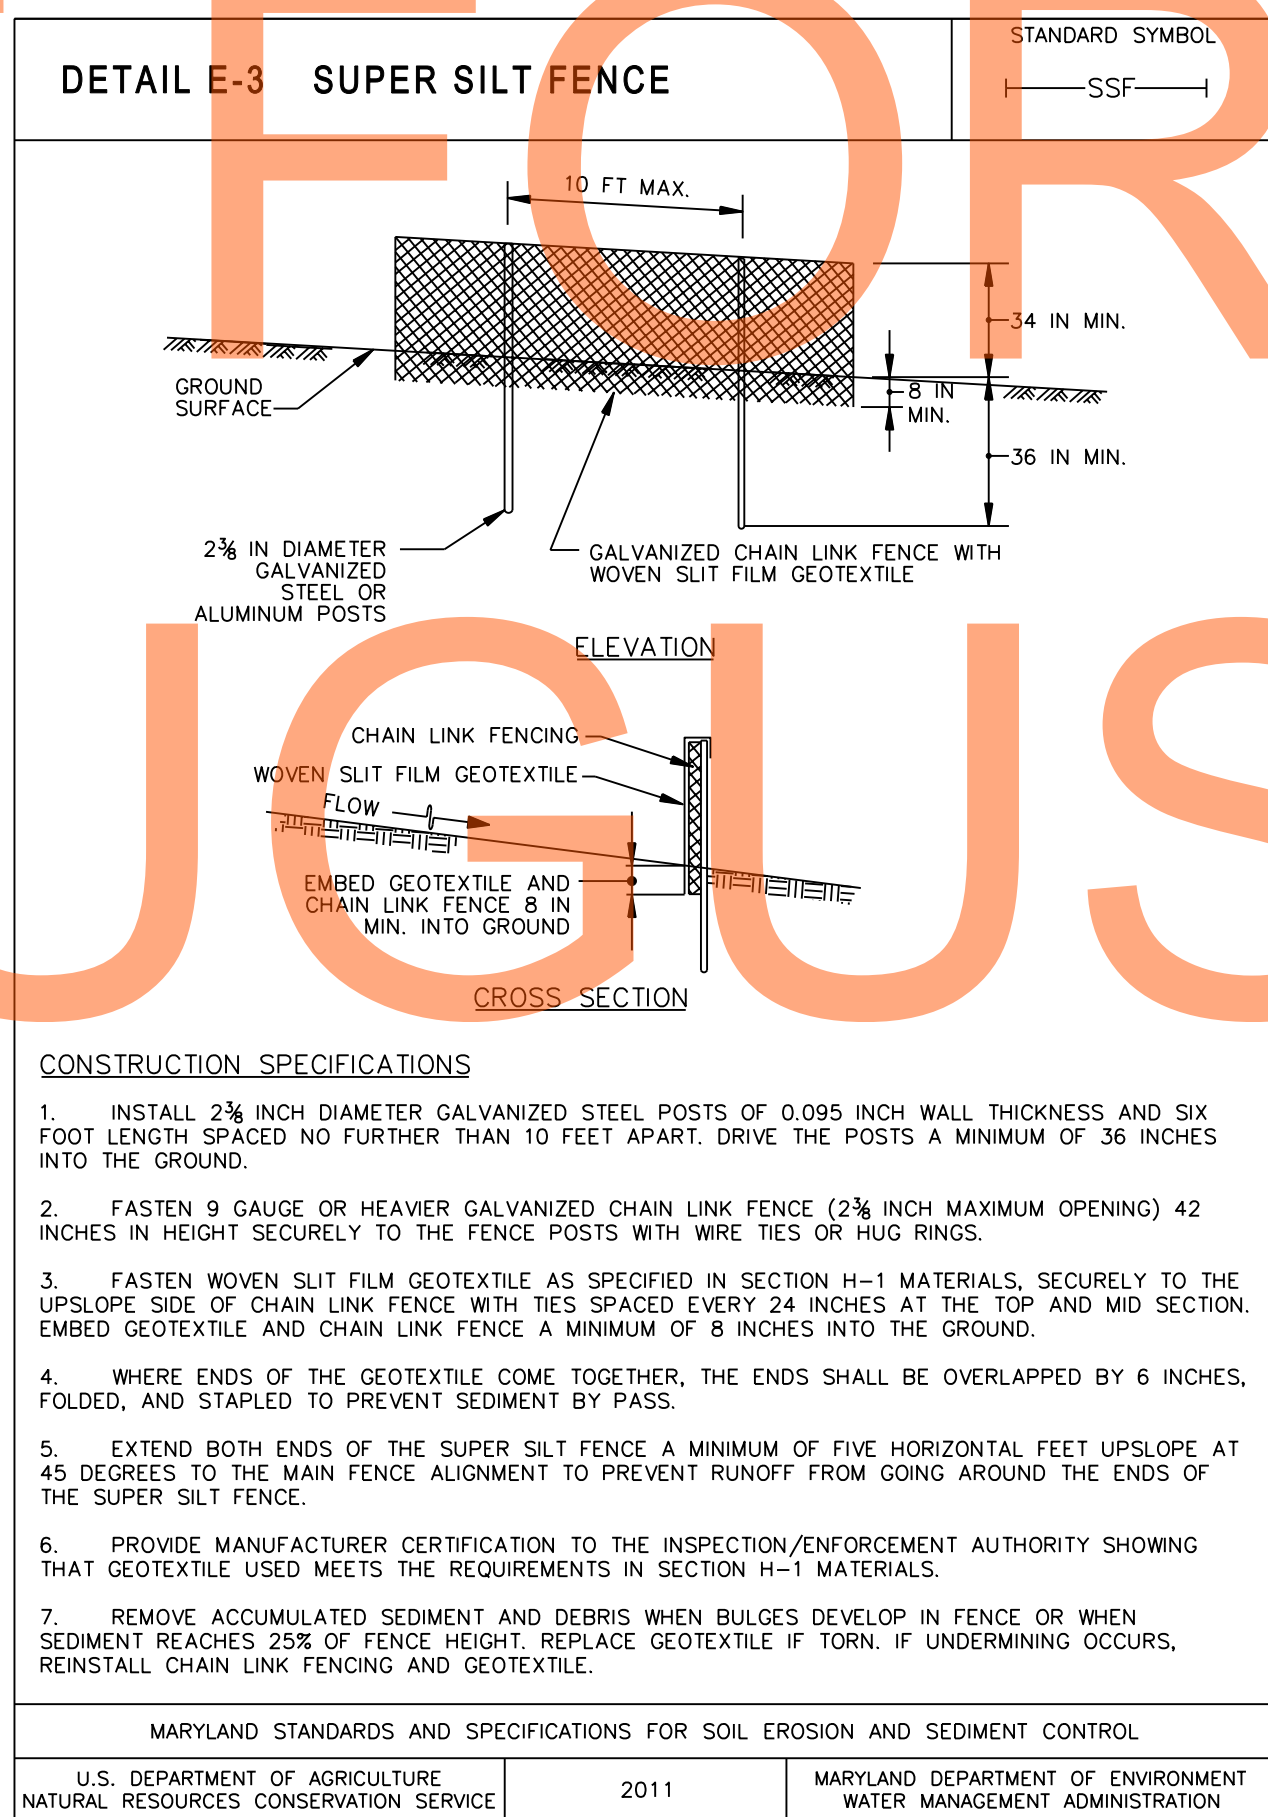 DETAIL E-3 SUPER SILT FENCE
STANDARD SYMBOL
SSF
10 FT MAX.
34 IN MIN.
GROUND
SURFACE
8 IN
MIN.
36 IN MIN.
2⅜ IN DIAMETER
GALVANIZED
STEEL OR
ALUMINUM POSTS
GALVANIZED CHAIN LINK FENCE WITH
WOVEN SLIT FILM GEOTEXTILE
ELEVATION
CHAIN LINK FENCING
WOVEN SLIT FILM GEOTEXTILE
FLOW
EMBED GEOTEXTILE AND
CHAIN LINK FENCE 8 IN
MIN. INTO GROUND
CROSS SECTION
CONSTRUCTION SPECIFICATIONS
1. INSTALL 2⅜ INCH DIAMETER GALVANIZED STEEL POSTS OF 0.095 INCH WALL THICKNESS AND SIX
FOOT LENGTH SPACED NO FURTHER THAN 10 FEET APART. DRIVE THE POSTS A MINIMUM OF 36 INCHES
INTO THE GROUND.
2. FASTEN 9 GAUGE OR HEAVIER GALVANIZED CHAIN LINK FENCE (2⅜ INCH MAXIMUM OPENING) 42
INCHES IN HEIGHT SECURELY TO THE FENCE POSTS WITH WIRE TIES OR HUG RINGS.
3. FASTEN WOVEN SLIT FILM GEOTEXTILE AS SPECIFIED IN SECTION H-1 MATERIALS, SECURELY TO THE
UPSLOPE SIDE OF CHAIN LINK FENCE WITH TIES SPACED EVERY 24 INCHES AT THE TOP AND MID SECTION.
EMBED GEOTEXTILE AND CHAIN LINK FENCE A MINIMUM OF 8 INCHES INTO THE GROUND.
4. WHERE ENDS OF THE GEOTEXTILE COME TOGETHER, THE ENDS SHALL BE OVERLAPPED BY 6 INCHES,
FOLDED, AND STAPLED TO PREVENT SEDIMENT BY PASS.
5. EXTEND BOTH ENDS OF THE SUPER SILT FENCE A MINIMUM OF FIVE HORIZONTAL FEET UPSLOPE AT
45 DEGREES TO THE MAIN FENCE ALIGNMENT TO PREVENT RUNOFF FROM GOING AROUND THE ENDS OF
THE SUPER SILT FENCE.
6. PROVIDE MANUFACTURER CERTIFICATION TO THE INSPECTION/ENFORCEMENT AUTHORITY SHOWING
THAT GEOTEXTILE USED MEETS THE REQUIREMENTS IN SECTION H-1 MATERIALS.
7. REMOVE ACCUMULATED SEDIMENT AND DEBRIS WHEN BULGES DEVELOP IN FENCE OR WHEN
SEDIMENT REACHES 25% OF FENCE HEIGHT. REPLACE GEOTEXTILE IF TORN. IF UNDERMINING OCCURS,
REINSTALL CHAIN LINK FENCING AND GEOTEXTILE.
MARYLAND STANDARDS AND SPECIFICATIONS FOR SOIL EROSION AND SEDIMENT CONTROL
U.S. DEPARTMENT OF AGRICULTURE
NATURAL RESOURCES CONSERVATION SERVICE
2011
MARYLAND DEPARTMENT OF ENVIRONMENT
WATER MANAGEMENT ADMINISTRATION
FOR
UGUS